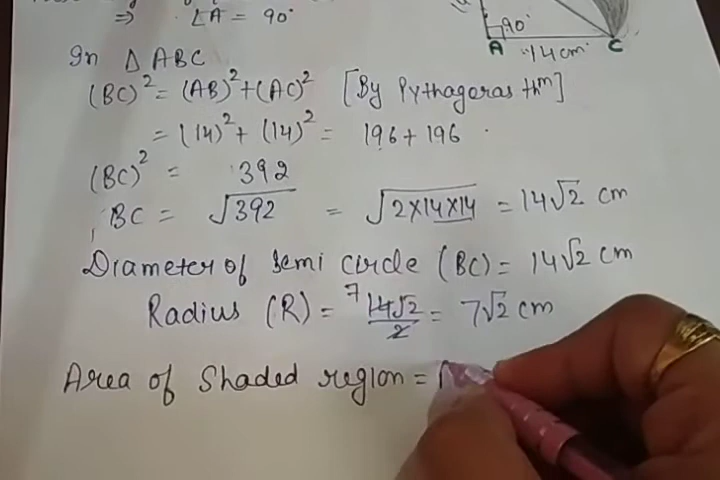 ⇒ ∠A = 90°
90°
A 14cm C
In △ ABC
(BC)² = (AB)² + (AC)² [By Pythagoras thᵐ]
= (14)² + (14)² = 196 + 196
(BC)² = 392
BC = √392 = √2×14×14 = 14√2 cm
Diameter of Semi circle (BC) = 14√2 cm
Radius (R) = 7 14√2/2 = 7√2 cm
Area of Shaded region =